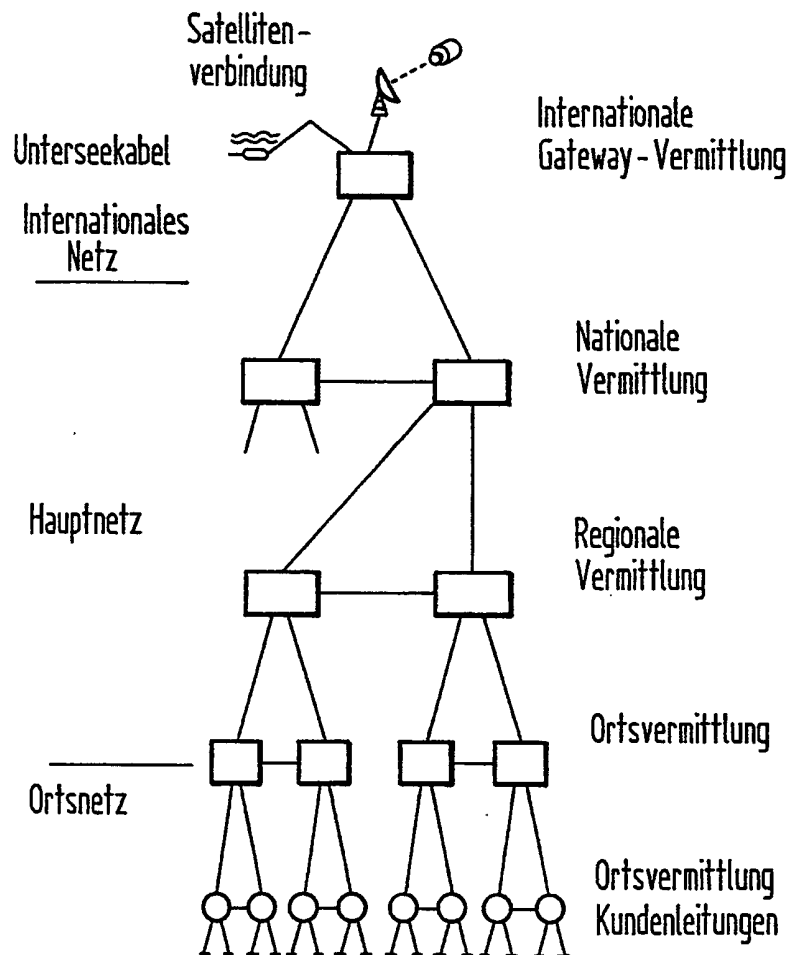 Satelliten-
verbindung
Internationale
Gateway-Vermittlung
Unterseekabel
Internationales
Netz
Nationale
Vermittlung
Hauptnetz
Regionale
Vermittlung
Ortsvermittlung
Ortsnetz
Ortsvermittlung
Kundenleitungen